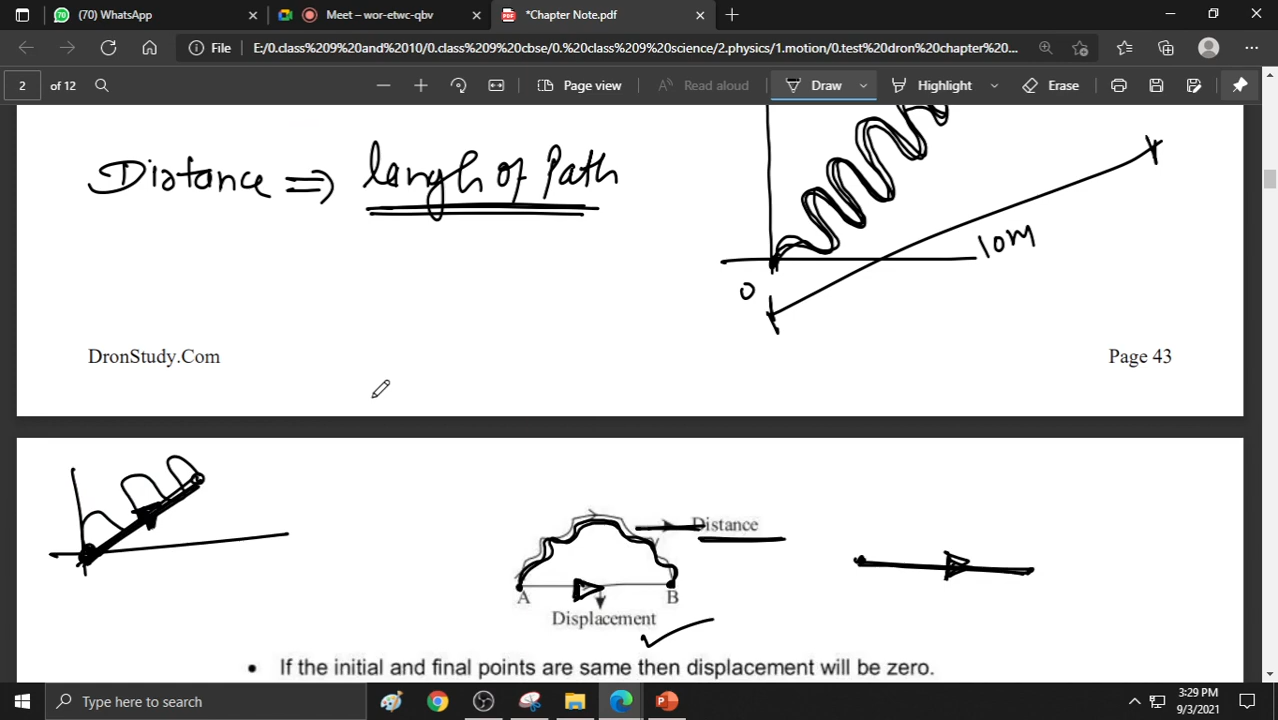 (70) WhatsApp
Meet – wor-etwc-qbv
*Chapter Note.pdf
File
E:/0.class%209%20and%2010/0.class%209%20cbse/0.%20class%209%20science/2.physics/1.motion/0.test%20dron%20chapter%20...
2
of 12
Page view
Read aloud
Draw
Highlight
Erase
Distance ⇒ lengh of Path
10m
0
DronStudy.Com
Page 43
Distance
A
B
Displacement
• If the initial and final points are same then displacement will be zero.
Type here to search
3:29 PM
9/3/2021